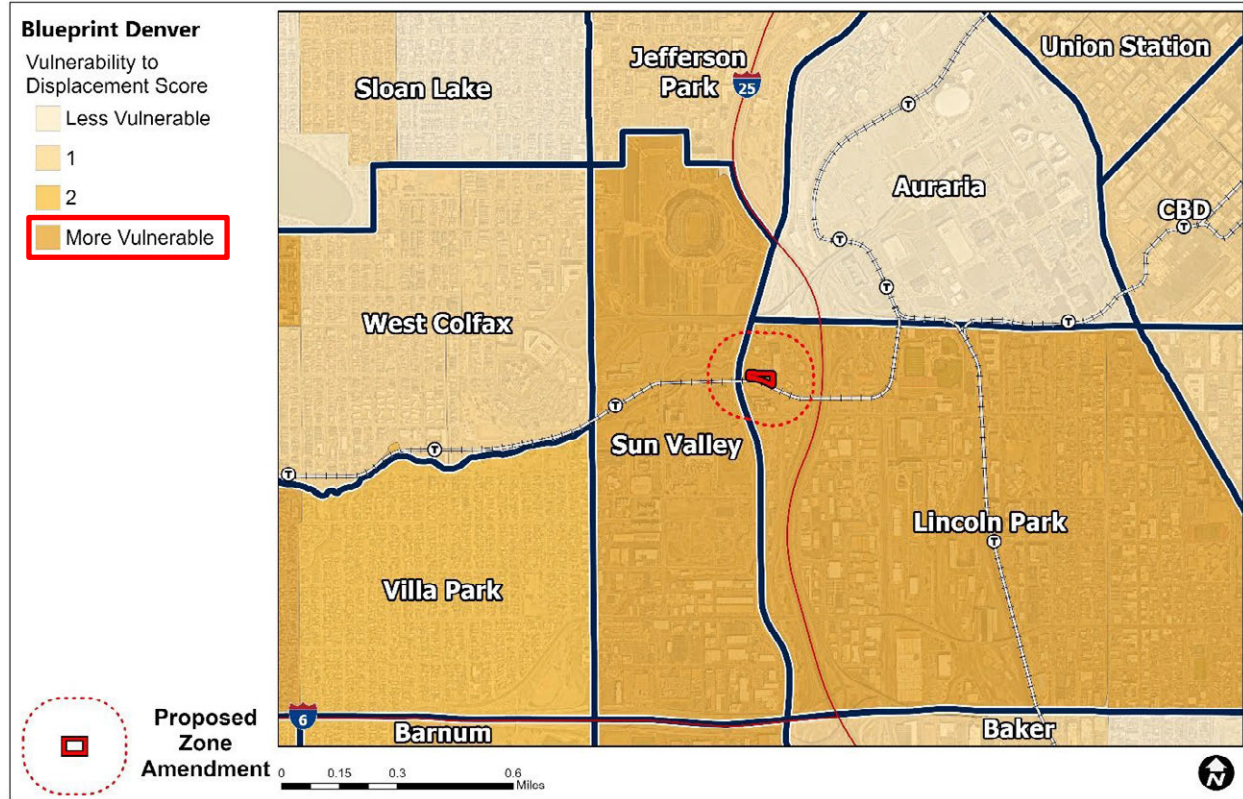 Blueprint Denver
Vulnerability to
Displacement Score
Less Vulnerable
1
2
More Vulnerable
Sloan Lake
Jefferson
Park
25
Union Station
Auraria
T
CBD
T
T
T
T
West Colfax
T
T
T
Sun Valley
Lincoln Park
T
Villa Park
6
Barnum
Baker
Proposed
Zone
Amendment
0 0.15 0.3 0.6
Miles
N